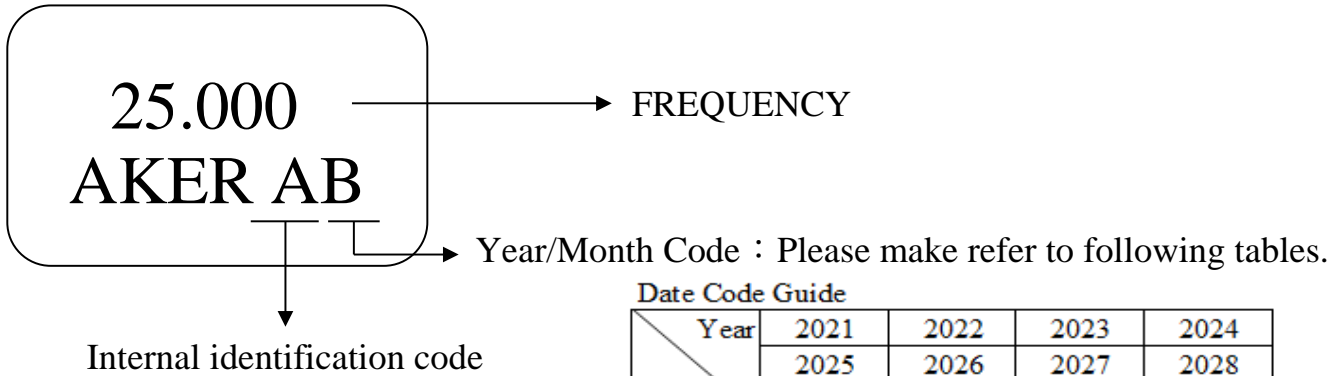 25.000
FREQUENCY
AKER AB
Year/Month Code：Please make refer to following tables.
Date Code Guide
Year 2021 2022 2023 2024
2025 2026 2027 2028
Internal identification code